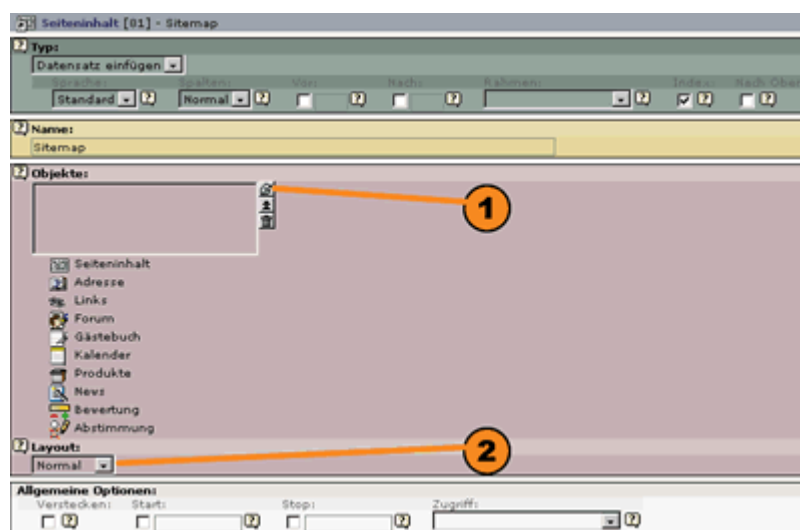 Seiteninhalt [01] - Sitemap
Typ:
Datensatz einfügen
Sprache: Spalten: Vor: Nach: Rahmen: Index: Nach Oben
Standard Normal
Name:
Sitemap
Objekte:
1
Seiteninhalt
Adresse
Links
Forum
Gästebuch
Kalender
Produkte
News
Bewertung
Abstimmung
Layout:
2
Normal
Allgemeine Optionen:
Verstecken: Start: Stop: Zugriff: